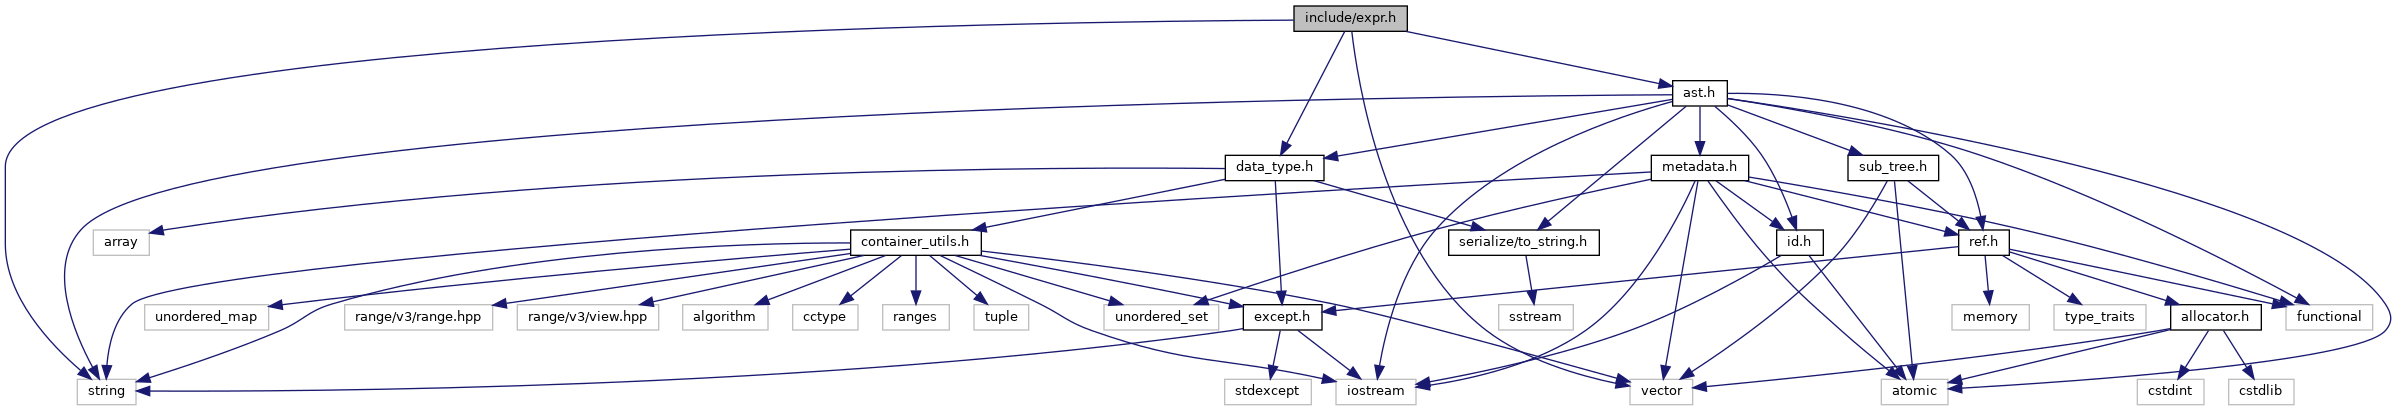 include/expr.h
ast.h
data_type.h
metadata.h
sub_tree.h
array
container_utils.h
serialize/to_string.h
id.h
ref.h
unordered_map
range/v3/range.hpp
range/v3/view.hpp
algorithm
cctype
ranges
tuple
unordered_set
except.h
sstream
memory
type_traits
allocator.h
functional
string
stdexcept
iostream
vector
atomic
cstdint
cstdlib